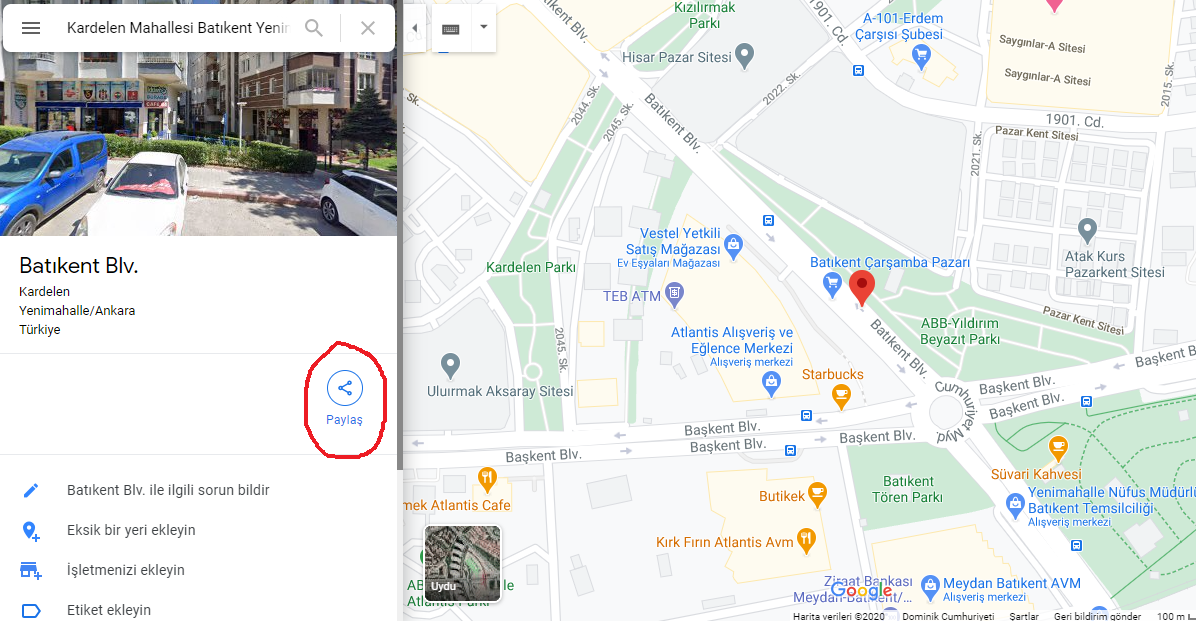 Kardelen Mahallesi Batıkent Yenir
Batıkent Blv.
Kardelen
Yenimahalle/Ankara
Türkiye
Paylaş
Batıkent Blv. ile ilgili sorun bildir
Eksik bir yeri ekleyin
İşletmenizi ekleyin
Etiket ekleyin
Uydu
Kızılırmak
Parkı
1901. Cd.
A-101-Erdem
Çarşısı Şubesi
Hisar Pazar Sitesi
Saygınlar-A Sitesi
Saygınlar-A Sitesi
Batıkent Blv.
2022. Sk.
2015. Sk.
2044. Sk.
2045. Sk.
Batıkent Blv.
1901. Cd.
Pazar Kent Sitesi
2021. Sk.
Vestel Yetkili
Satış Mağazası
Ev Eşyaları Mağazası
Kardelen Parkı
Batıkent Çarşamba Pazarı
Atak Kurs
Pazarkent Sitesi
TEB ATM
Pazar Kent Sitesi
ABB-Yıldırım
Beyazıt Parkı
Atlantis Alışveriş ve
Eğlence Merkezi
Alışveriş merkezi
2045. Sk.
Batıkent Blv.
Starbucks
Uluırmak Aksaray Sitesi
Başkent B
Başkent Blv.
Başkent Blv.
Cumhuriyet Myd.
Başkent Blv.
Başkent Blv.
Başkent Blv.
Başkent Blv.
Süvari Kahvesi
Batıkent
Tören Parkı
Butikek
mek Atlantis Cafe
Yenimahalle Nüfus Müdürlü
Batıkent Temsilciliği
Alışveriş merkezi
Kırk Fırın Atlantis Avm
Ziraat Bankası
Meydan-Batıkent/...
Meydan Batıkent AVM
Alışveriş merkezi
Google
Harita verileri ©2020 Dominik Cumhuriyeti Şartlar Geri bildirim gönder 100 m